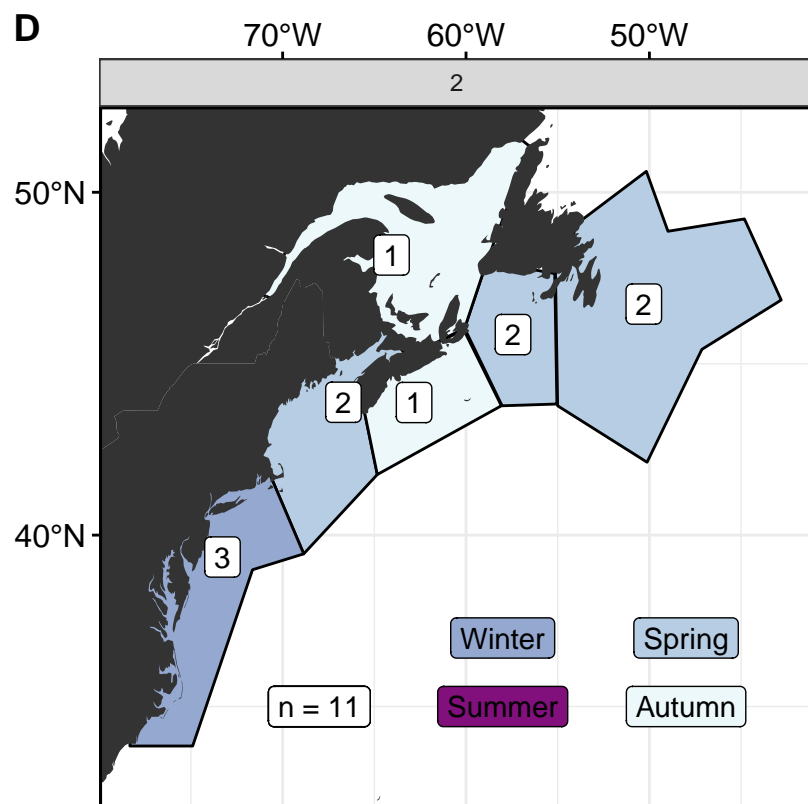 D
70°W 60°W 50°W
2
50°N
1
2
2
2 1
40°N
3
Winter Spring
n = 11 Summer Autumn